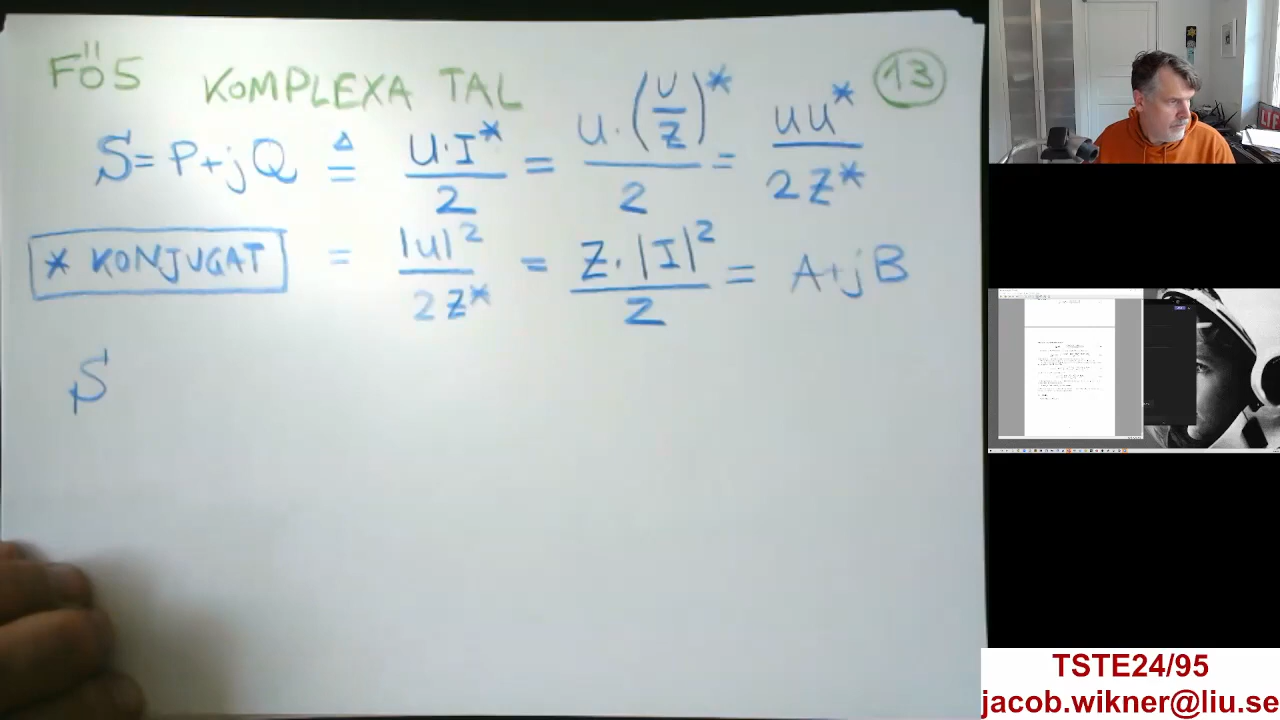 FÖ5 KOMPLEXA TAL 13
S = P+jQ ≜ U·I*/2 = U·(U/Z)*/2 = UU*/2Z*
* KONJUGAT = |U|²/2Z* = Z·|I|²/2 = A+jB
S
TSTE24/95
jacob.wikner@liu.se